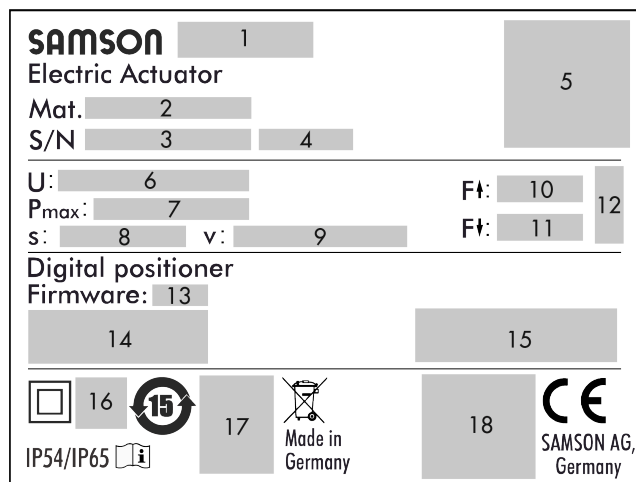 SAMSON 1
Electric Actuator
5
Mat. 2
S/N 3 4
U: 6
Pmax: 7
s: 8 v: 9
F: 10
F: 11
12
Digital positioner
Firmware: 13
14
15
16
15
17
Made in
Germany
18
CE
SAMSON AG,
Germany
IP54/IP65 i